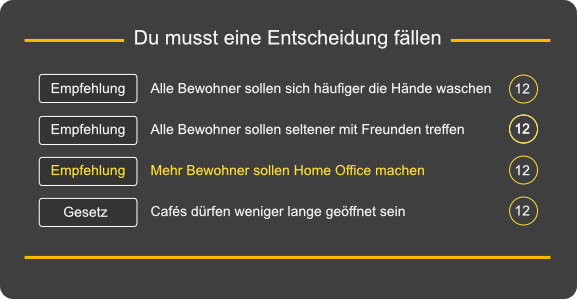 Du musst eine Entscheidung fällen
Empfehlung Alle Bewohner sollen sich häufiger die Hände waschen 12
Empfehlung Alle Bewohner sollen seltener mit Freunden treffen 12
Empfehlung Mehr Bewohner sollen Home Office machen 12
Gesetz Cafés dürfen weniger lange geöffnet sein 12